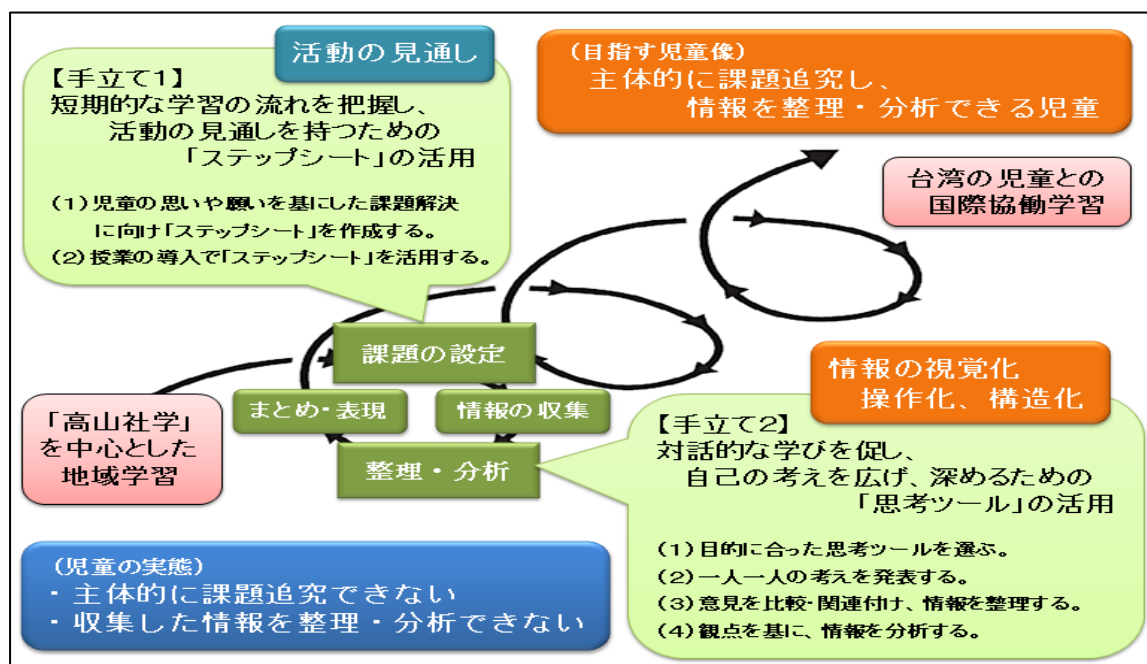 活動の見通し
【手立て1】
短期的な学習の流れを把握し、
活動の見通しを持つための
「ステップシート」の活用
(1)児童の思いや願いを基にした課題解決
に向け「ステップシート」を作成する。
(2)授業の導入で「ステップシート」を活用する。
(目指す児童像)
主体的に課題追究し、
情報を整理・分析できる児童
台湾の児童との
国際協働学習
課題の設定
まとめ・表現
情報の収集
整理・分析
「高山社学」
を中心とした
地域学習
情報の視覚化
操作化、構造化
【手立て2】
対話的な学びを促し、
自己の考えを広げ、深めるための
「思考ツール」の活用
(1)目的に合った思考ツールを選ぶ。
(2)一人一人の考えを発表する。
(3)意見を比較・関連付け、情報を整理する。
(4)観点を基に、情報を分析する。
(児童の実態)
・主体的に課題追究できない
・収集した情報を整理・分析できない